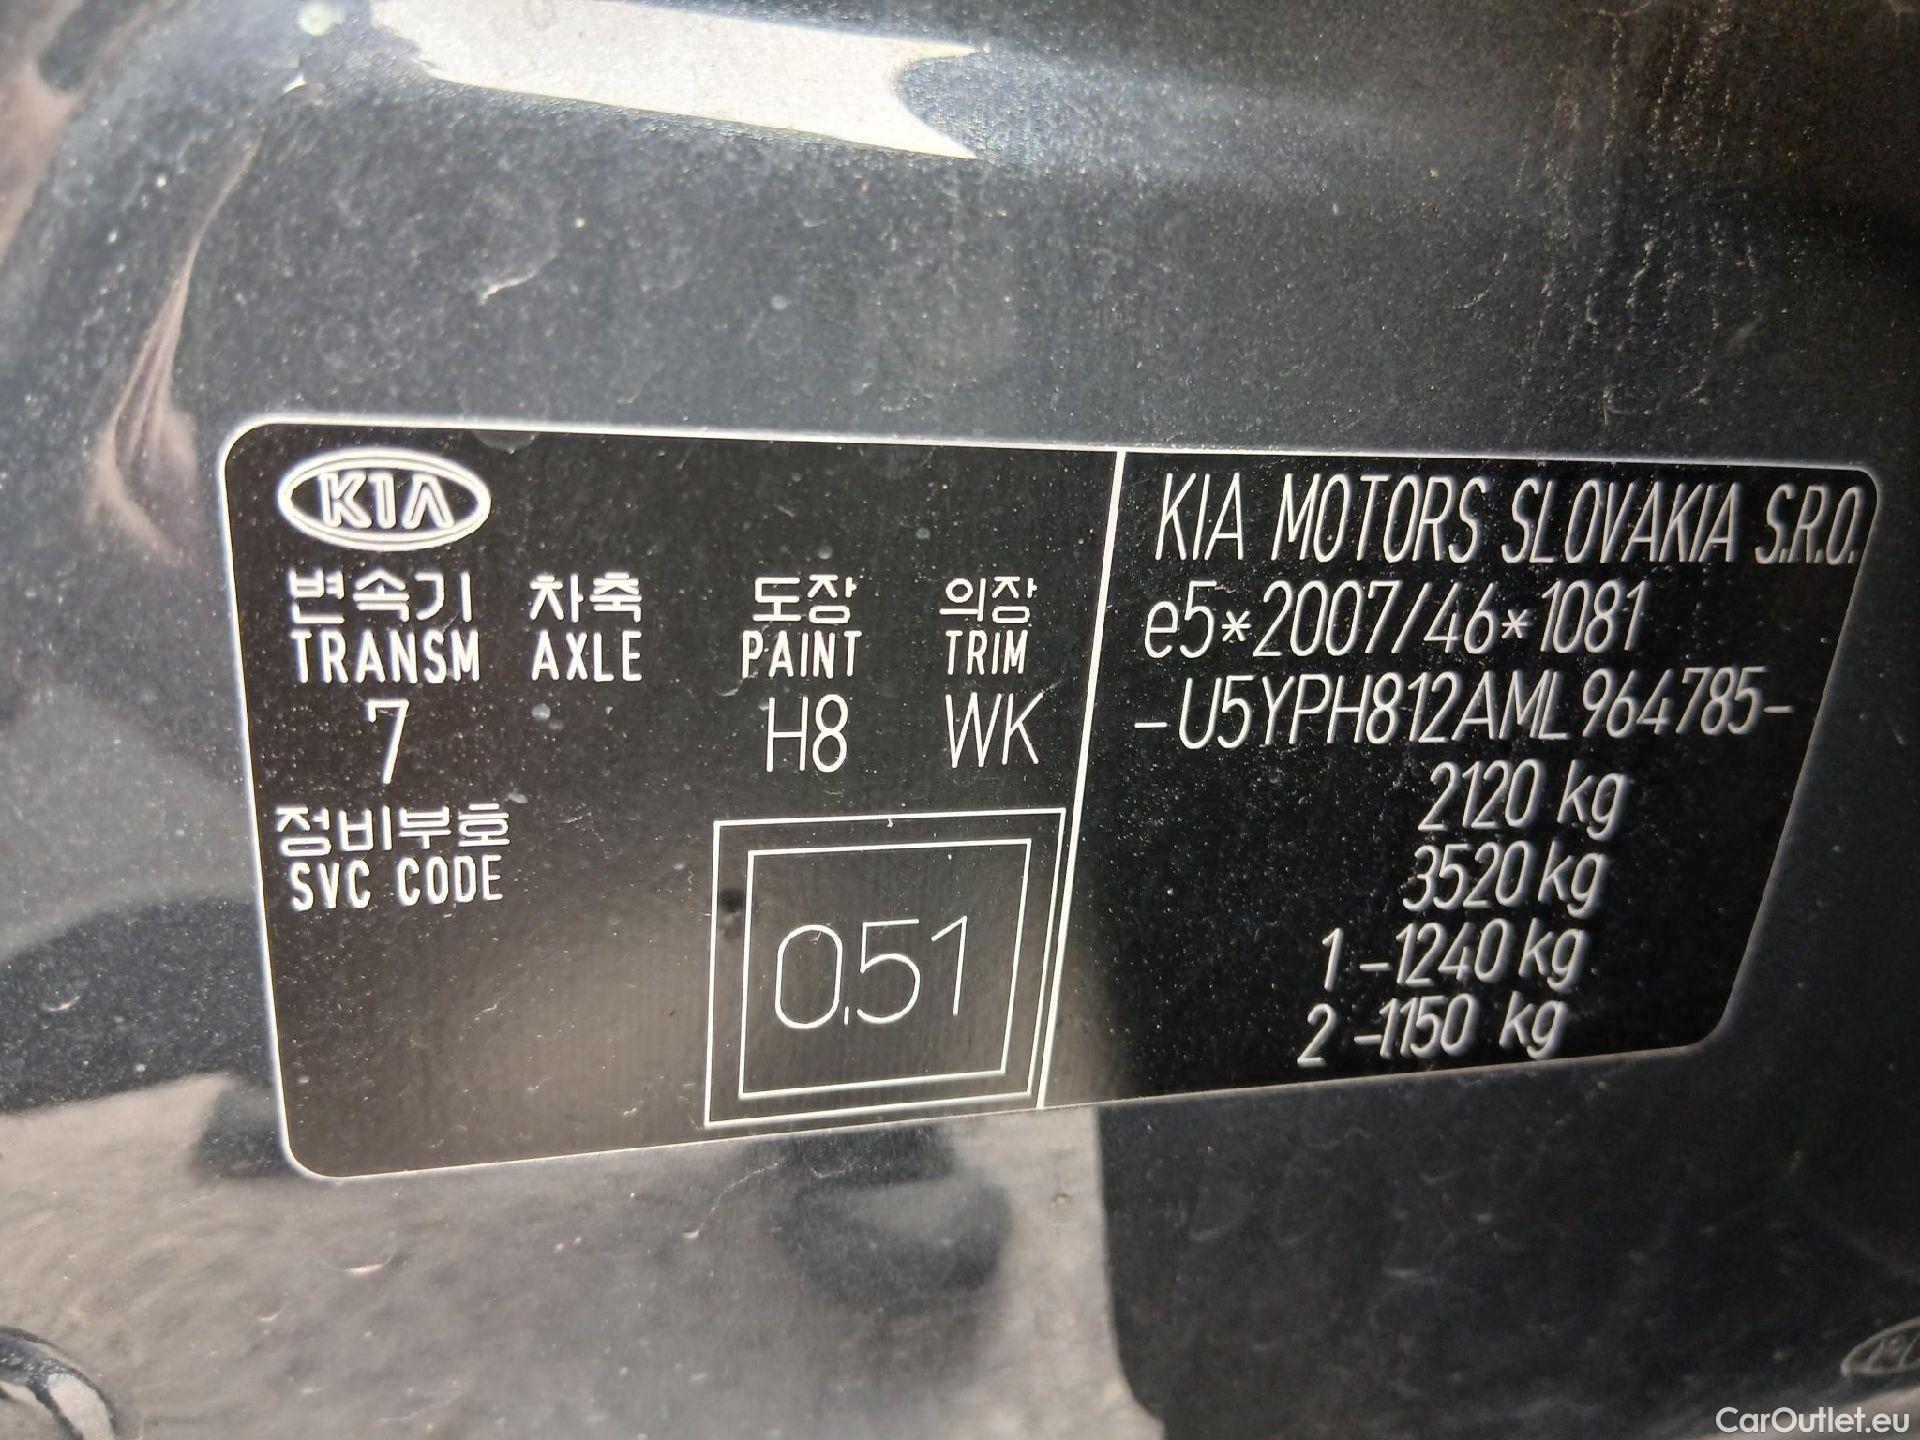 KIA
변속기 차축 도장 의장
TRANSM AXLE PAINT TRIM
7 H8 WK
정비부호
SVC CODE
0.51
KIA MOTORS SLOVAKIA S.R.O.
e5*2007/46*1081
-U5YPH812AML964785-
2120 kg
3520 kg
1 -1240 kg
2 -1150 kg
CarOutlet.eu